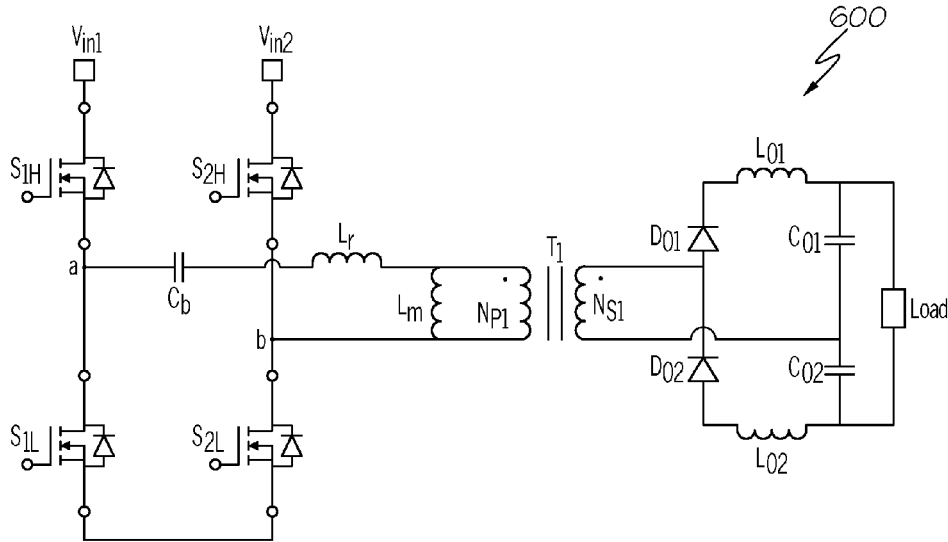 600
Vin1
Vin2
S1H
S2H
LO1
Lr
T1
DO1
CO1
a
Cb
Lm
NP1
NS1
Load
b
DO2
CO2
S1L
S2L
LO2